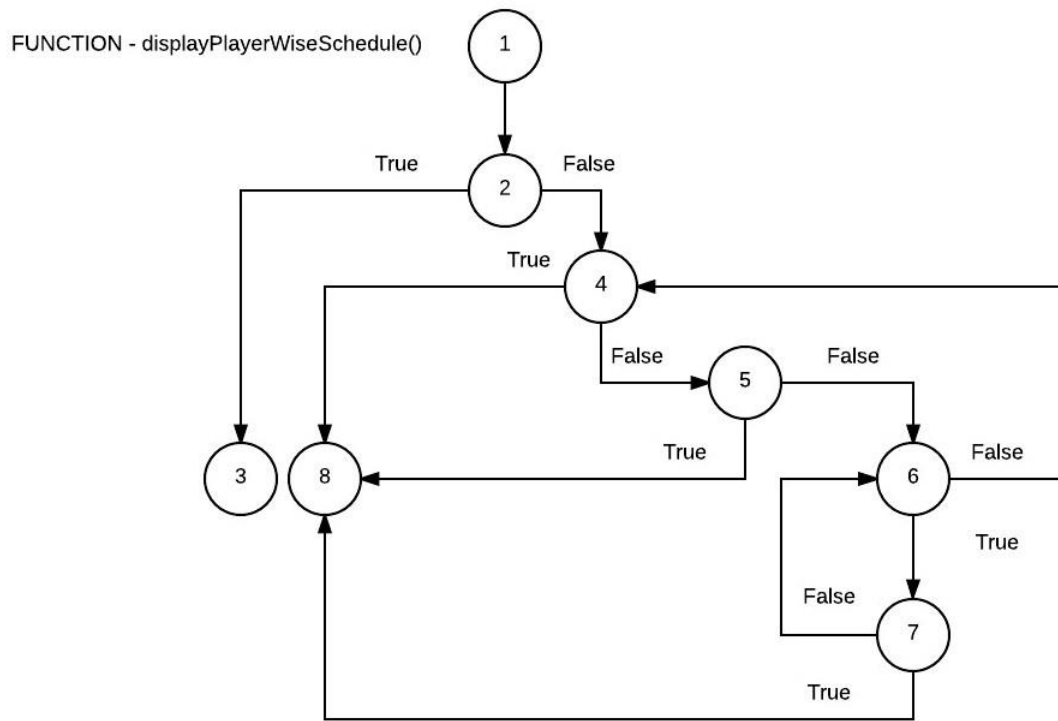 FUNCTION - displayPlayerWiseSchedule()
1
True
2
False
True
4
False
5
False
3
8
True
6
False
True
False
7
True